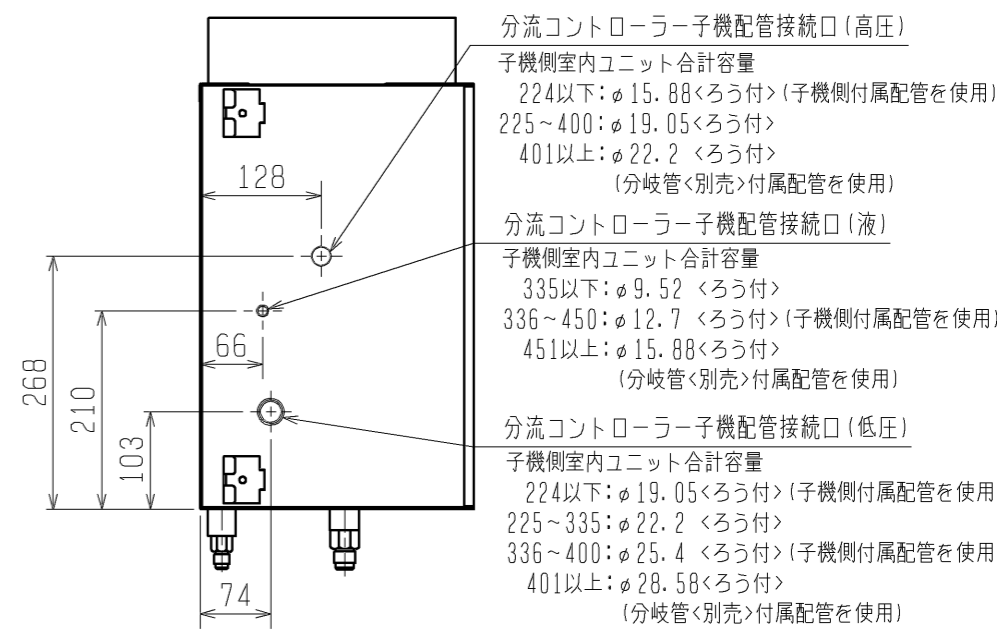 分流コントローラー子機配管接続口(高圧)
子機側室内ユニット合計容量
224以下:φ15.88<ろう付>(子機側付属配管を使用)
225~400:φ19.05<ろう付>
401以上:φ22.2 <ろう付>
(分岐管<別売>付属配管を使用)
128
分流コントローラー子機配管接続口(液)
子機側室内ユニット合計容量
335以下:φ9.52 <ろう付>
336~450:φ12.7 <ろう付>(子機側付属配管を使用)
451以上:φ15.88<ろう付>
(分岐管<別売>付属配管を使用)
66
268
210
103
分流コントローラー子機配管接続口(低圧)
子機側室内ユニット合計容量
224以下:φ19.05<ろう付>(子機側付属配管を使用
225~335:φ22.2 <ろう付>
336~400:φ25.4 <ろう付>(子機側付属配管を使用
401以上:φ28.58<ろう付>
(分岐管<別売>付属配管を使用)
74